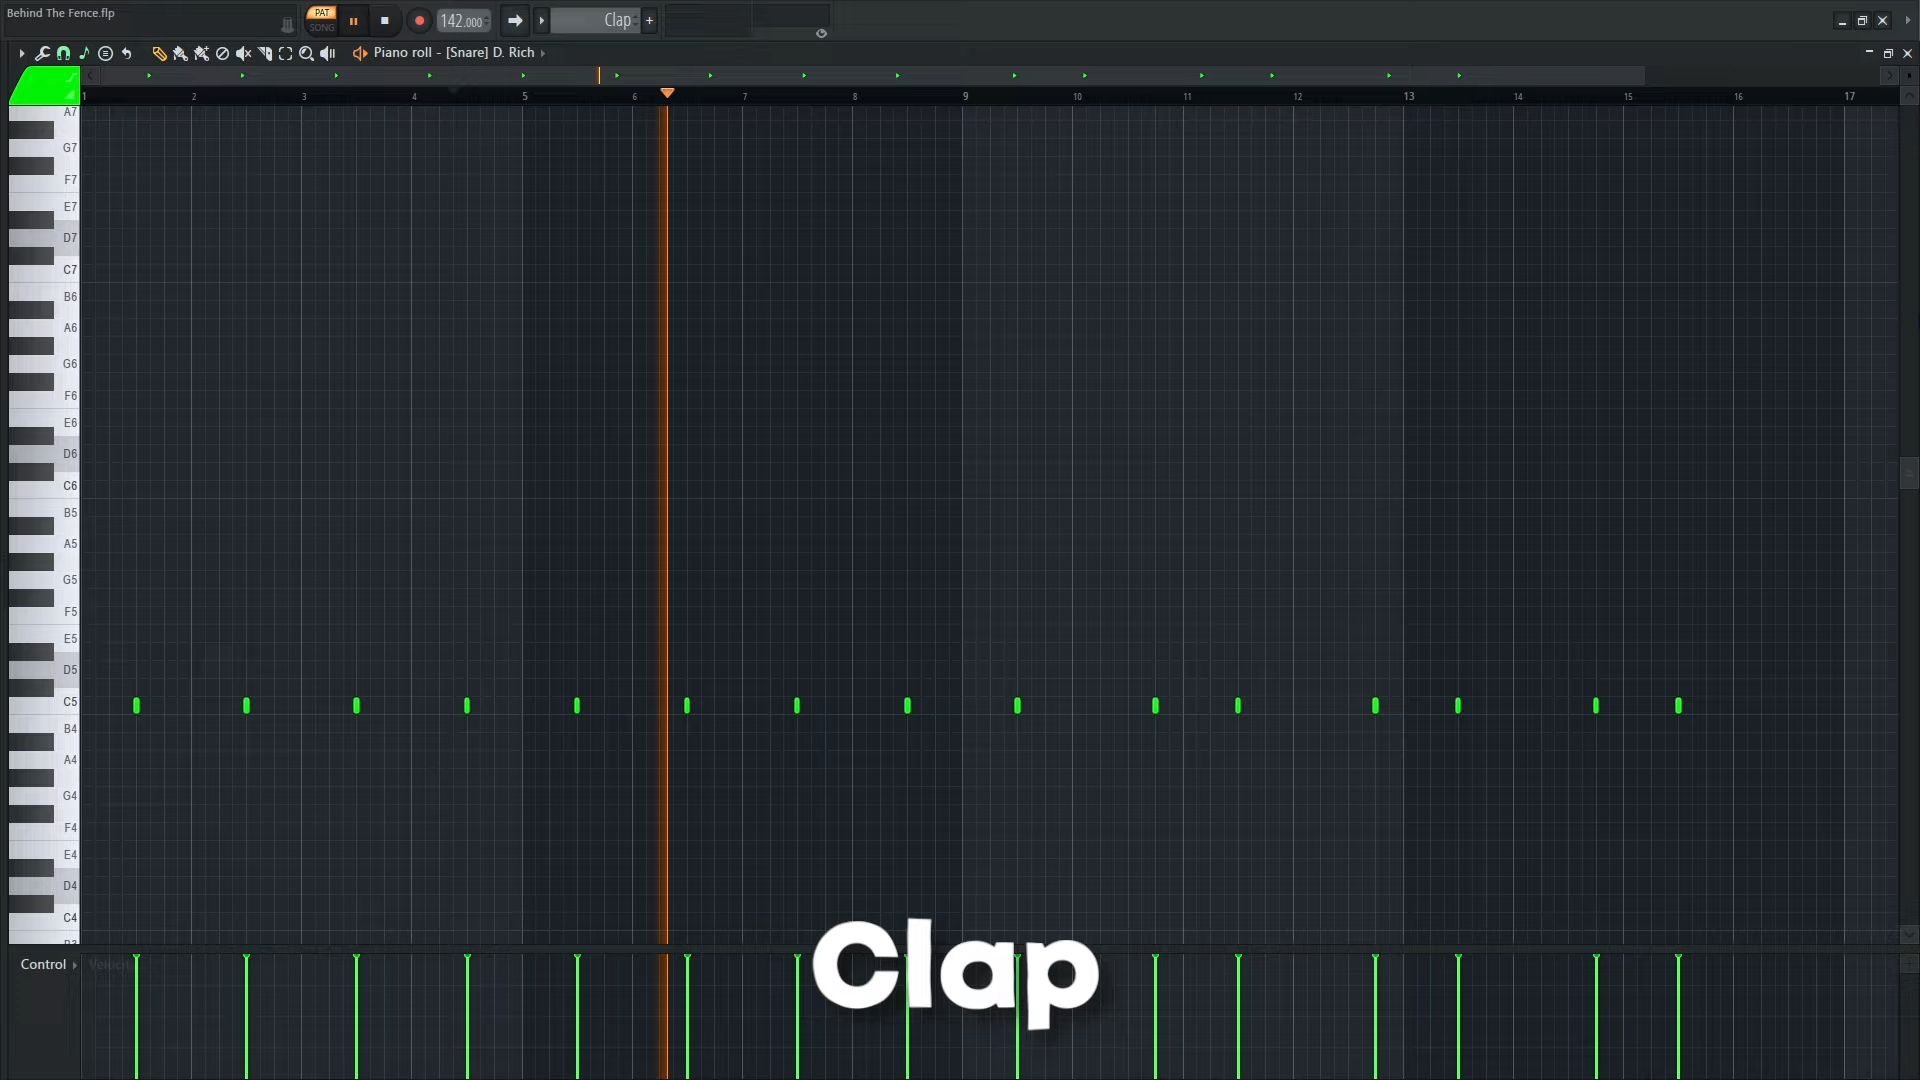 Behind The Fence.flp
PAT
SONG
142.000
Clap
Piano roll - [Snare] D. Rich
1 2 3 4 5 6 7 8 9 10 11 12 13 14 15 16 17
A7
G7
F7
E7
D7
C7
B6
A6
G6
F6
E6
D6
C6
B5
A5
G5
F5
E5
D5
C5
B4
A4
G4
F4
E4
D4
C4
B3
Clap
Control